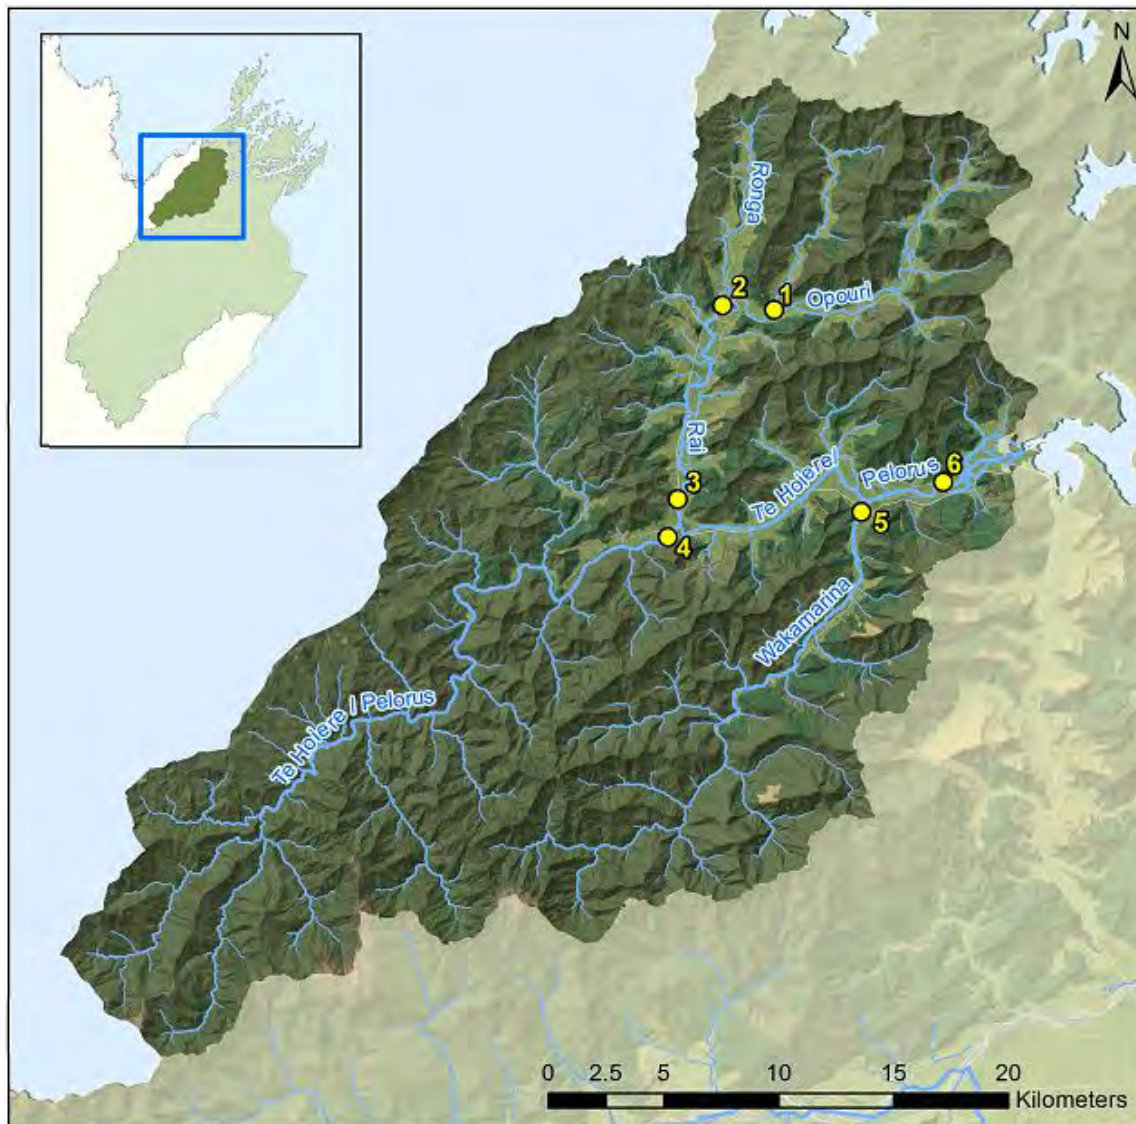 N
Ronga
2
1
Opouri
Rai
3
Te Hoiere/
Pelorus
6
5
4
Wakamarina
Te Hoiere / Pelorus
0 2.5 5 10 15 20
Kilometers